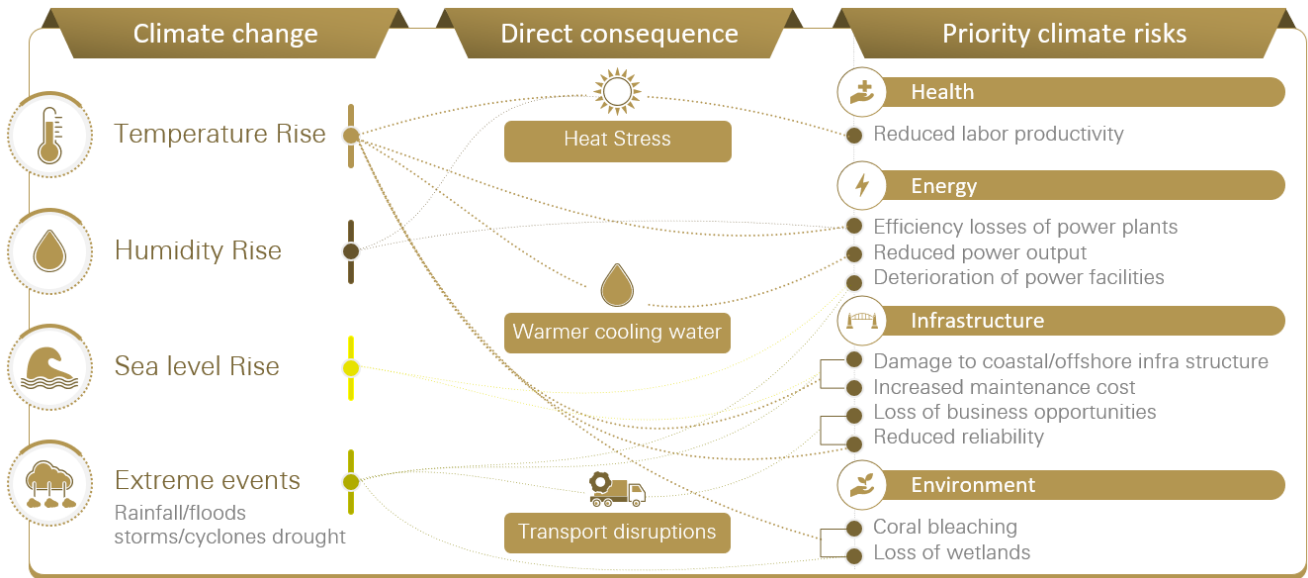 Climate change
Direct consequence
Priority climate risks
Temperature Rise
Humidity Rise
Sea level Rise
Extreme events
Rainfall/floods
storms/cyclones drought
Heat Stress
Warmer cooling water
Transport disruptions
Health
Reduced labor productivity
Energy
Efficiency losses of power plants
Reduced power output
Deterioration of power facilities
Infrastructure
Damage to coastal/offshore infra structure
Increased maintenance cost
Loss of business opportunities
Reduced reliability
Environment
Coral bleaching
Loss of wetlands